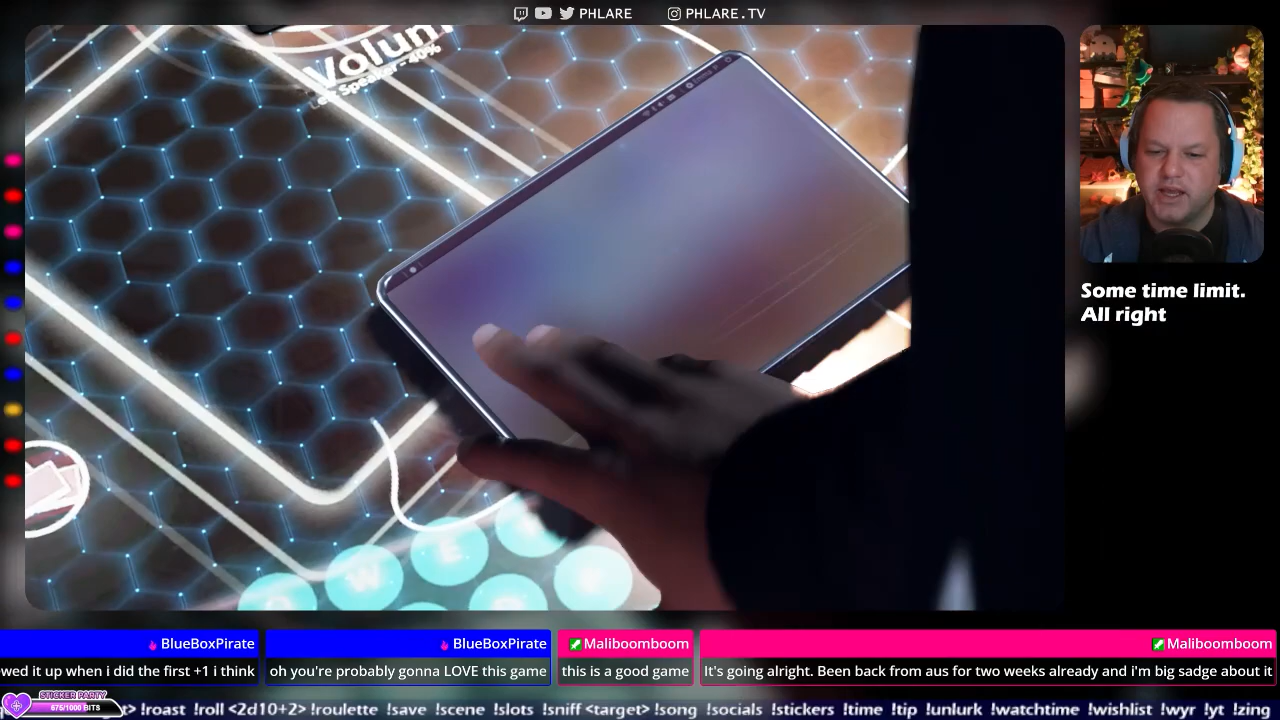 PHLARE PHLARE.TV
Volum
Speaker - 40%
Some time limit.
All right
W E
BlueBoxPirate BlueBoxPirate Maliboomboom Maliboomboom
wed it up when i did the first +1 i think oh you're probably gonna LOVE this game this is a good game It's going alright. Been back from aus for two weeks already and i'm big sadge about it
STICKER PARTY
675/1000 BITS
> !roast !roll <2d10+2> !roulette !save !scene !slots !sniff <target> !song !socials !stickers !time !tip !unlurk !watchtime !wishlist !wyr !yt !zing